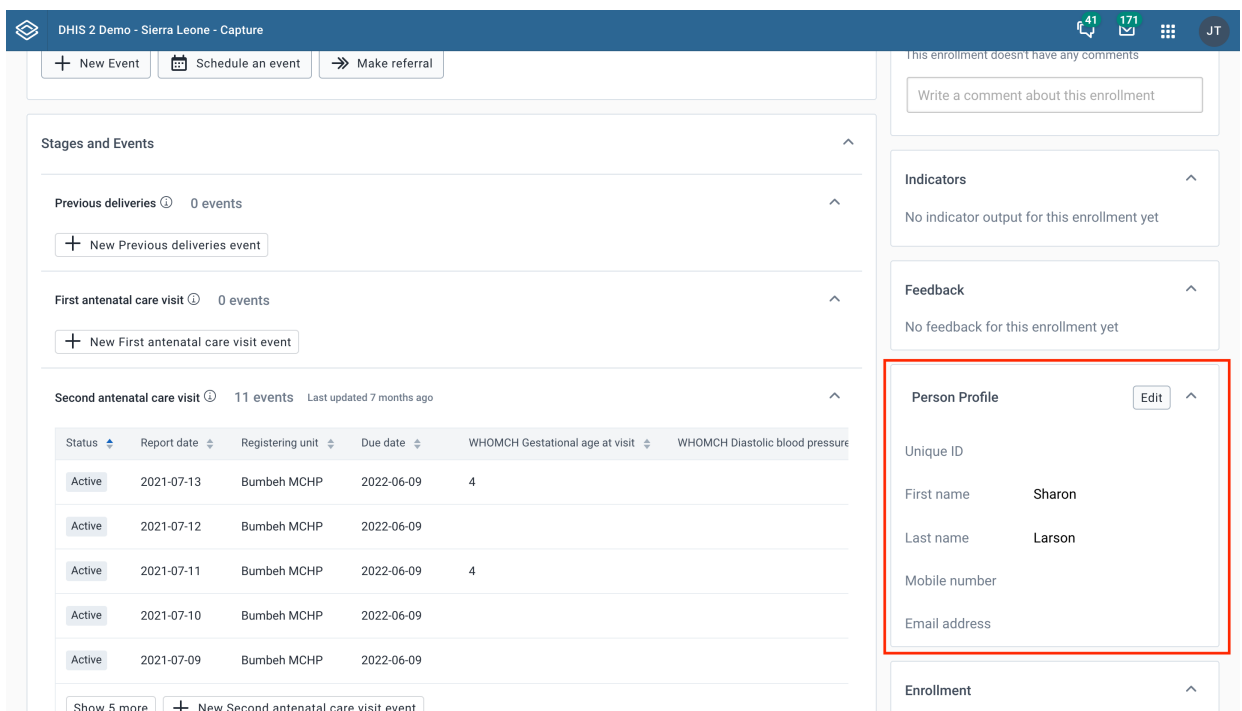 DHIS 2 Demo - Sierra Leone - Capture
41
171
JT
New Event
Schedule an event
Make referral
Stages and Events
Previous deliveries 0 events
New Previous deliveries event
First antenatal care visit 0 events
New First antenatal care visit event
Second antenatal care visit 11 events Last updated 7 months ago
Status Report date Registering unit Due date WHOMCH Gestational age at visit WHOMCH Diastolic blood pressure
Active 2021-07-13 Bumbeh MCHP 2022-06-09 4
Active 2021-07-12 Bumbeh MCHP 2022-06-09
Active 2021-07-11 Bumbeh MCHP 2022-06-09 4
Active 2021-07-10 Bumbeh MCHP 2022-06-09
Active 2021-07-09 Bumbeh MCHP 2022-06-09
Show 5 more New Second antenatal care visit event
This enrollment doesn't have any comments
Write a comment about this enrollment
Indicators
No indicator output for this enrollment yet
Feedback
No feedback for this enrollment yet
Person Profile Edit
Unique ID
First name Sharon
Last name Larson
Mobile number
Email address
Enrollment